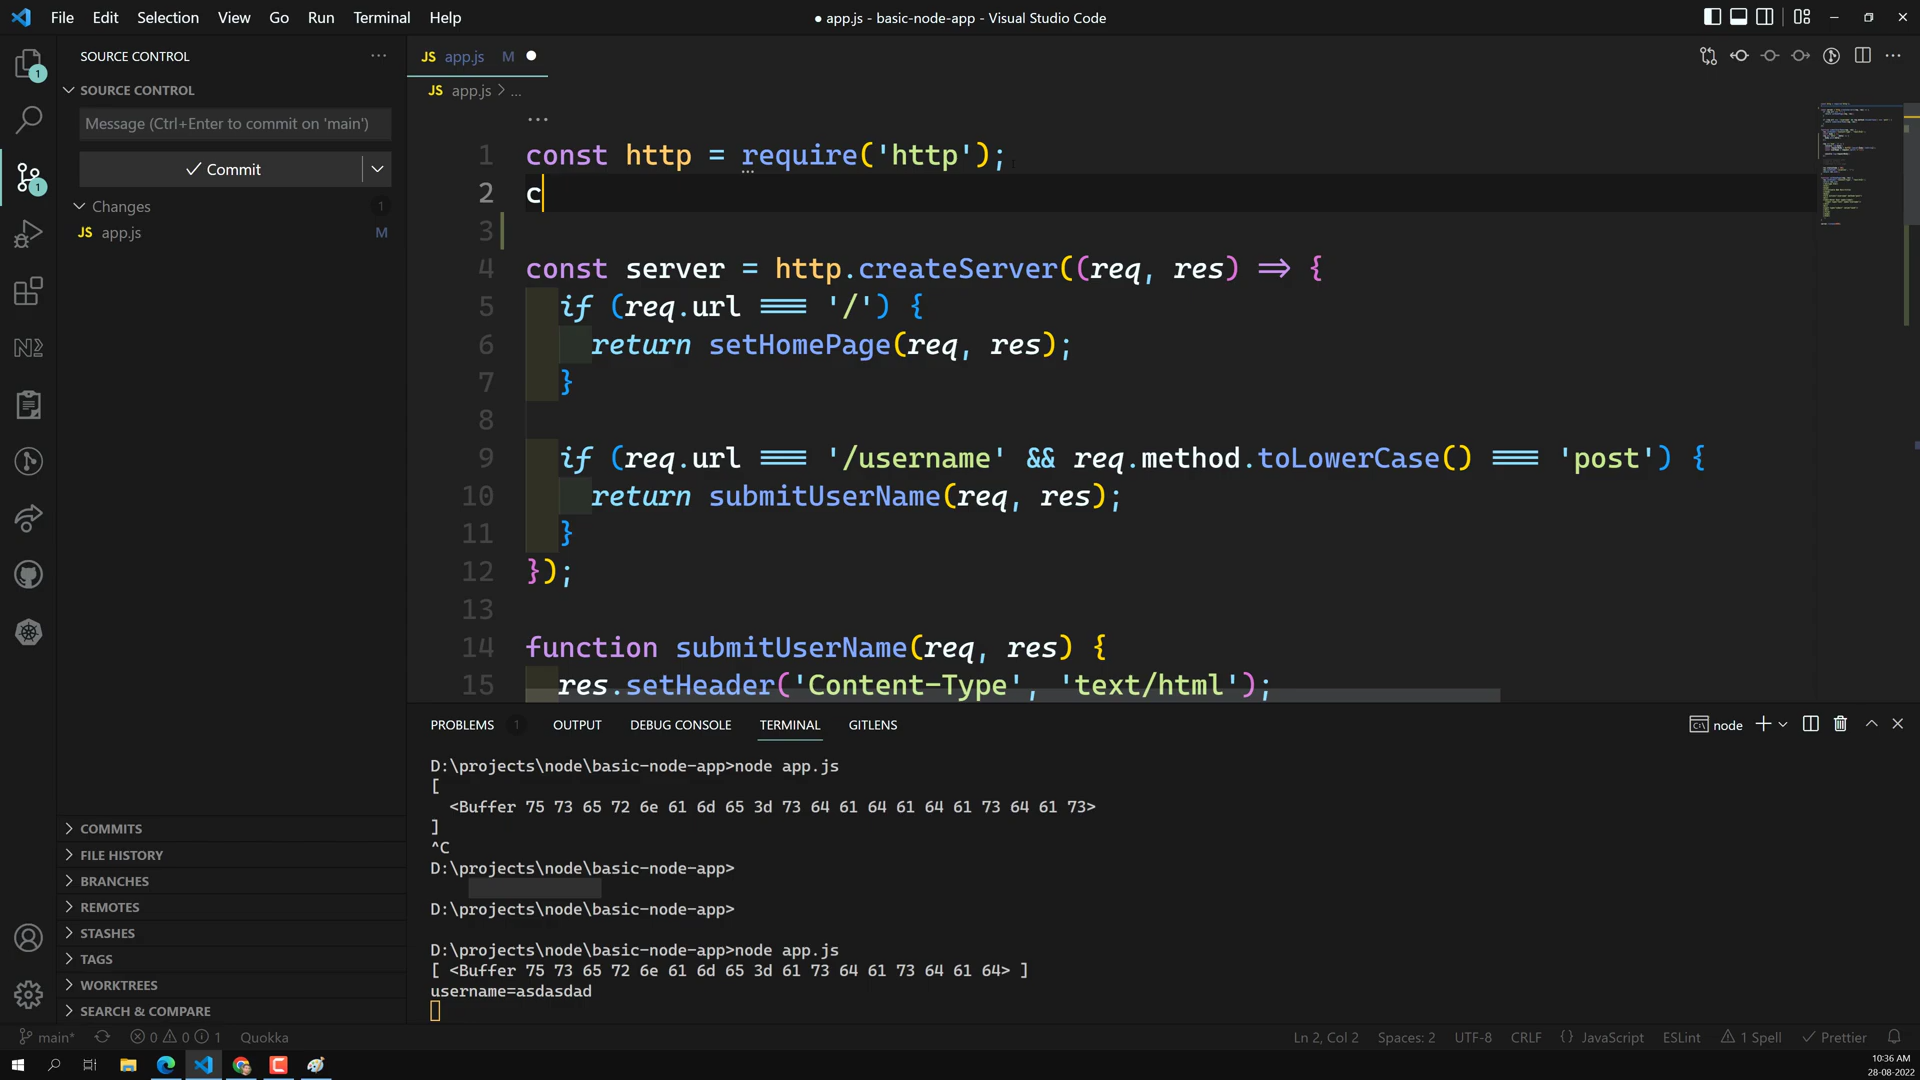 File Edit Selection View Go Run Terminal Help
● app.js - basic-node-app - Visual Studio Code
SOURCE CONTROL
SOURCE CONTROL
Message (Ctrl+Enter to commit on 'main')
Commit
Changes 1
JS app.js M
COMMITS
FILE HISTORY
BRANCHES
REMOTES
STASHES
TAGS
WORKTREES
SEARCH & COMPARE
JS app.js M
JS app.js > ...
1 const http = require('http');
2 c
3
4 const server = http.createServer((req, res) => {
5 if (req.url === '/') {
6 return setHomePage(req, res);
7 }
8
9 if (req.url === '/username' && req.method.toLowerCase() === 'post') {
10 return submitUserName(req, res);
11 }
12 });
13
14 function submitUserName(req, res) {
15 res.setHeader('Content-Type', 'text/html');
PROBLEMS 1 OUTPUT DEBUG CONSOLE TERMINAL GITLENS
node
D:\projects\node\basic-node-app>node app.js
[
<Buffer 75 73 65 72 6e 61 6d 65 3d 73 64 61 64 61 64 61 73 64 61 73>
]
^C
D:\projects\node\basic-node-app>
D:\projects\node\basic-node-app>
D:\projects\node\basic-node-app>node app.js
[ <Buffer 75 73 65 72 6e 61 6d 65 3d 61 73 64 61 73 64 61 64> ]
username=asdasdad
main* 0 0 1 Quokka
Ln 2, Col 2 Spaces: 2 UTF-8 CRLF {} JavaScript ESLint 1 Spell Prettier
10:36 AM
28-08-2022